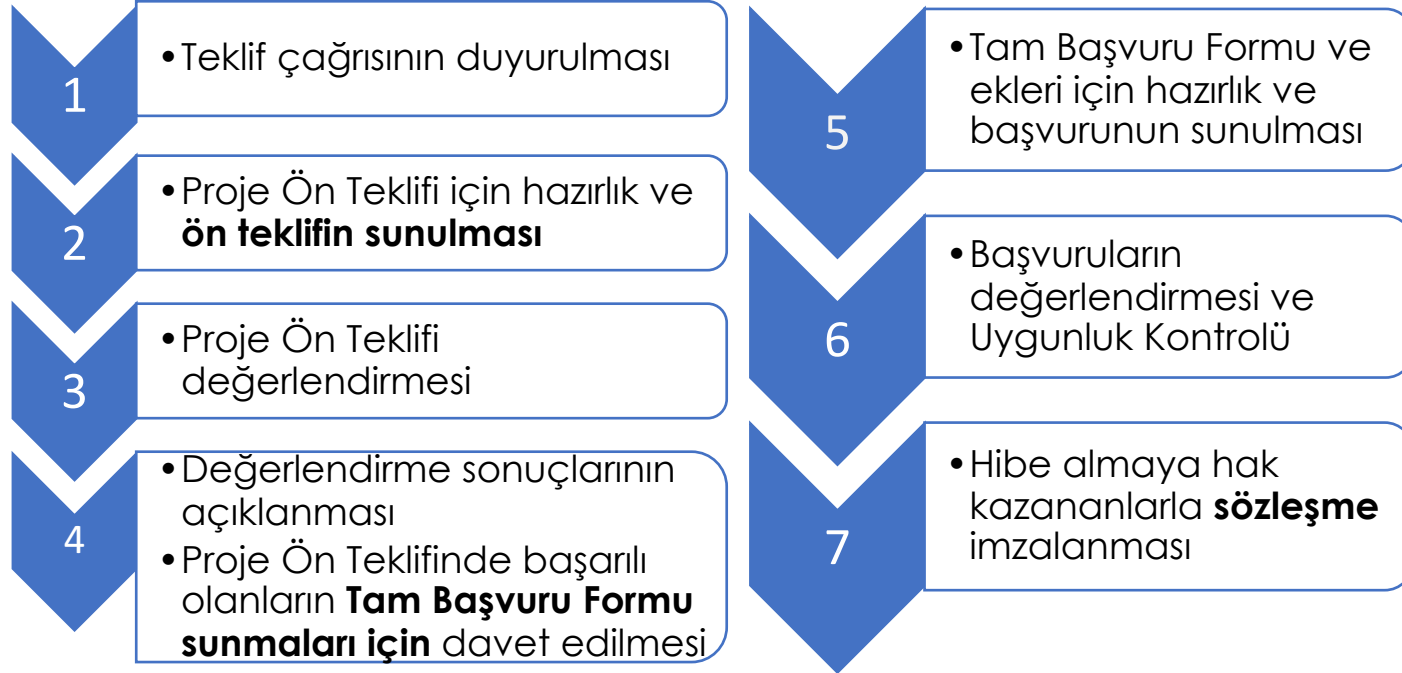 1
•Teklif çağrısının duyurulması
2
•Proje Ön Teklifi için hazırlık ve
ön teklifin sunulması
3
•Proje Ön Teklifi
değerlendirmesi
4
•Değerlendirme sonuçlarının
açıklanması
•Proje Ön Teklifinde başarılı
olanların Tam Başvuru Formu
sunmaları için davet edilmesi
5
•Tam Başvuru Formu ve
ekleri için hazırlık ve
başvurunun sunulması
6
•Başvuruların
değerlendirmesi ve
Uygunluk Kontrolü
7
•Hibe almaya hak
kazananlarla sözleşme
imzalanması